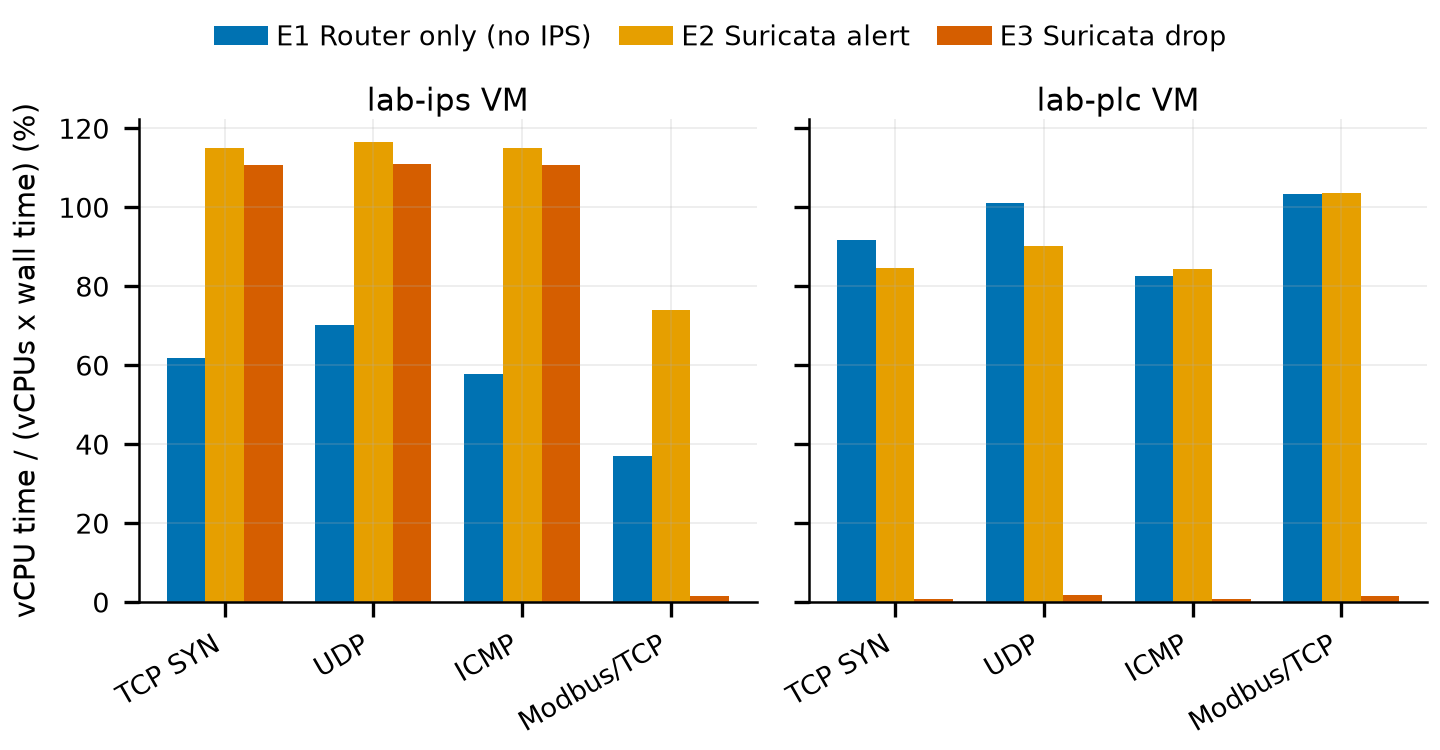 E1 Router only (no IPS) E2 Suricata alert E3 Suricata drop
lab-ips VM
lab-plc VM
vCPU time / (vCPUs x wall time) (%)
120
100
80
60
40
20
0
TCP SYN
UDP
ICMP
Modbus/TCP
TCP SYN
UDP
ICMP
Modbus/TCP